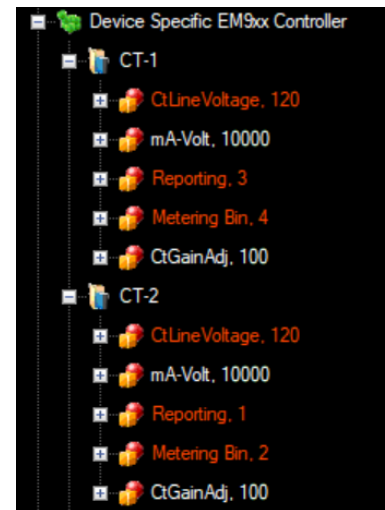 Device Specific EM9xx Controller
CT-1
CtLineVoltage, 120
mA-Volt, 10000
Reporting, 3
Metering Bin, 4
CtGainAdj, 100
CT-2
CtLineVoltage, 120
mA-Volt, 10000
Reporting, 1
Metering Bin, 2
CtGainAdj, 100